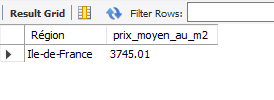 Result Grid Filter Rows:
Région prix_moyen_au_m2
Ile-de-France 3745.01